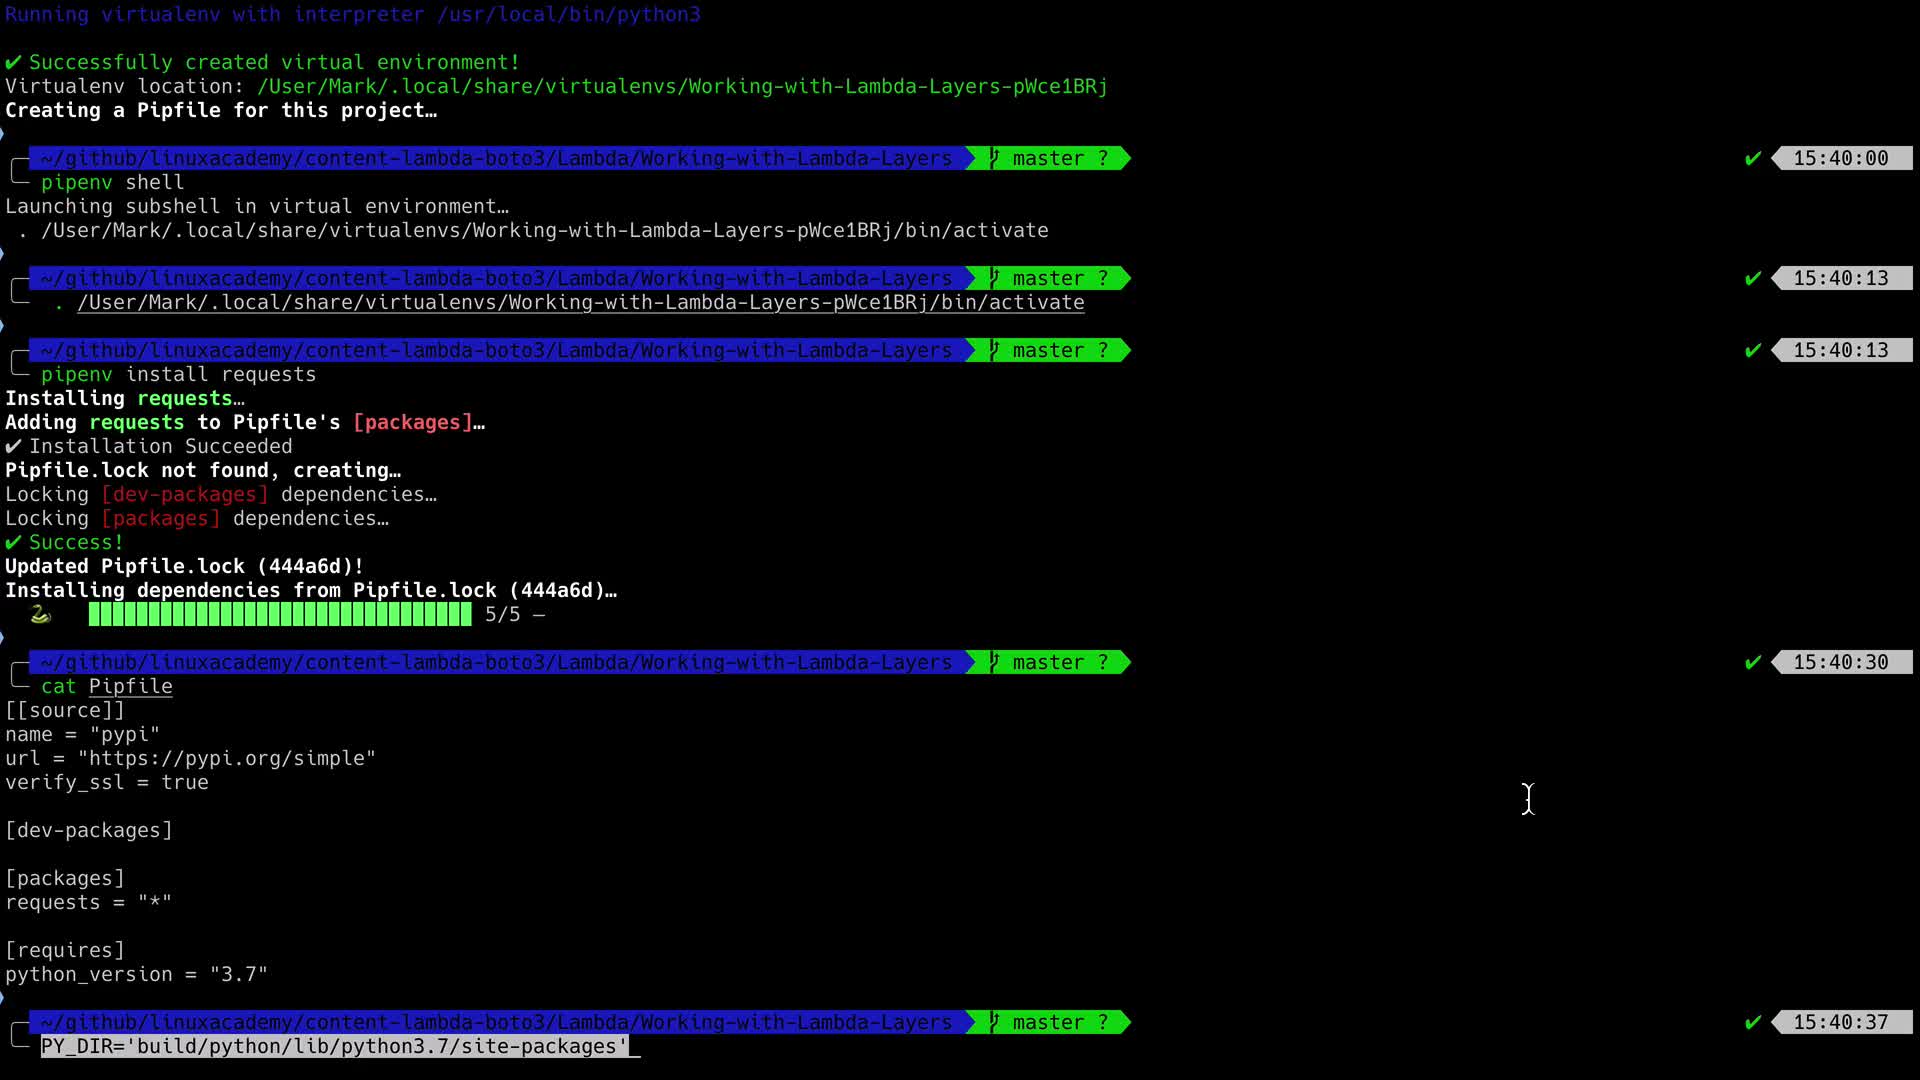 Running virtualenv with interpreter /usr/local/bin/python3
✔ Successfully created virtual environment!
Virtualenv location: /User/Mark/.local/share/virtualenvs/Working-with-Lambda-Layers-pWce1BRj
Creating a Pipfile for this project…
~/github/linuxacademy/content-lambda-boto3/Lambda/Working-with-Lambda-Layers master ? ✔ 15:40:00
pipenv shell
Launching subshell in virtual environment…
. /User/Mark/.local/share/virtualenvs/Working-with-Lambda-Layers-pWce1BRj/bin/activate
~/github/linuxacademy/content-lambda-boto3/Lambda/Working-with-Lambda-Layers master ? ✔ 15:40:13
. /User/Mark/.local/share/virtualenvs/Working-with-Lambda-Layers-pWce1BRj/bin/activate
~/github/linuxacademy/content-lambda-boto3/Lambda/Working-with-Lambda-Layers master ? ✔ 15:40:13
pipenv install requests
Installing requests…
Adding requests to Pipfile's [packages]…
✔ Installation Succeeded
Pipfile.lock not found, creating…
Locking [dev-packages] dependencies…
Locking [packages] dependencies…
✔ Success!
Updated Pipfile.lock (444a6d)!
Installing dependencies from Pipfile.lock (444a6d)…
🐍 5/5 —
~/github/linuxacademy/content-lambda-boto3/Lambda/Working-with-Lambda-Layers master ? ✔ 15:40:30
cat Pipfile
[[source]]
name = "pypi"
url = "https://pypi.org/simple"
verify_ssl = true
[dev-packages]
[packages]
requests = "*"
[requires]
python_version = "3.7"
~/github/linuxacademy/content-lambda-boto3/Lambda/Working-with-Lambda-Layers master ? ✔ 15:40:37
PY_DIR='build/python/lib/python3.7/site-packages'